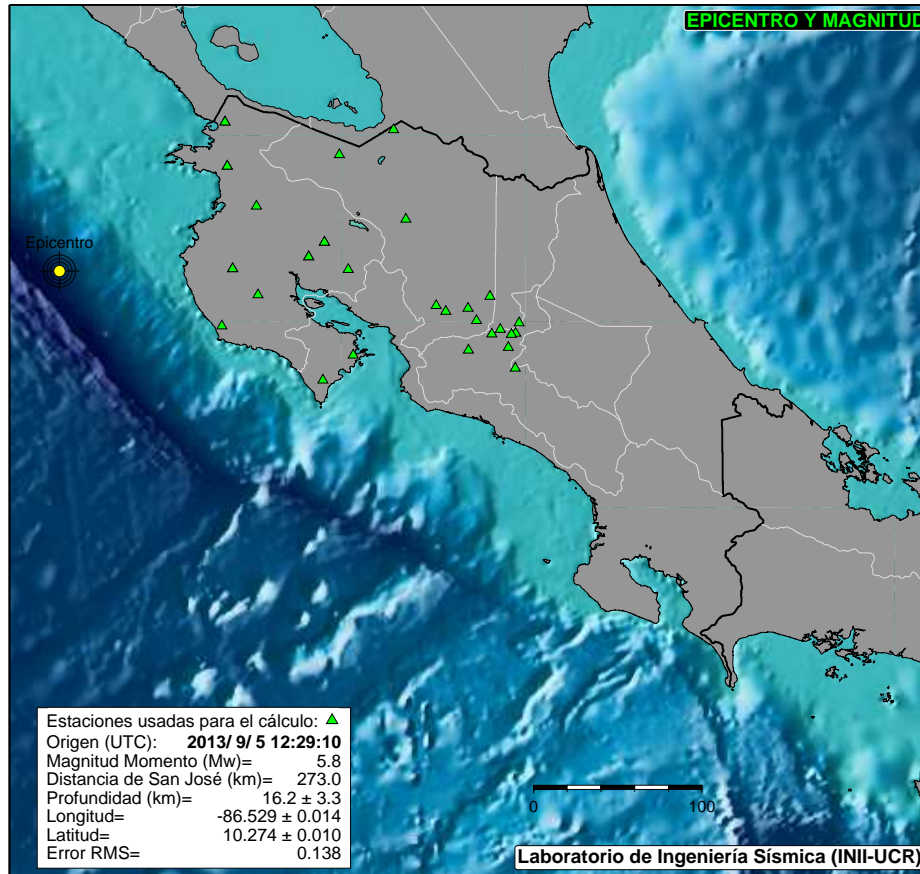 EPICENTRO Y MAGNITUD
Epicentro
Estaciones usadas para el cálculo:
Origen (UTC): 2013/ 9/ 5 12:29:10
Magnitud Momento (Mw)= 5.8
Distancia de San José (km)= 273.0
Profundidad (km)= 16.2 ± 3.3
Longitud= -86.529 ± 0.014
Latitud= 10.274 ± 0.010
Error RMS= 0.138
0 100
Laboratorio de Ingeniería Sísmica (INII-UCR)